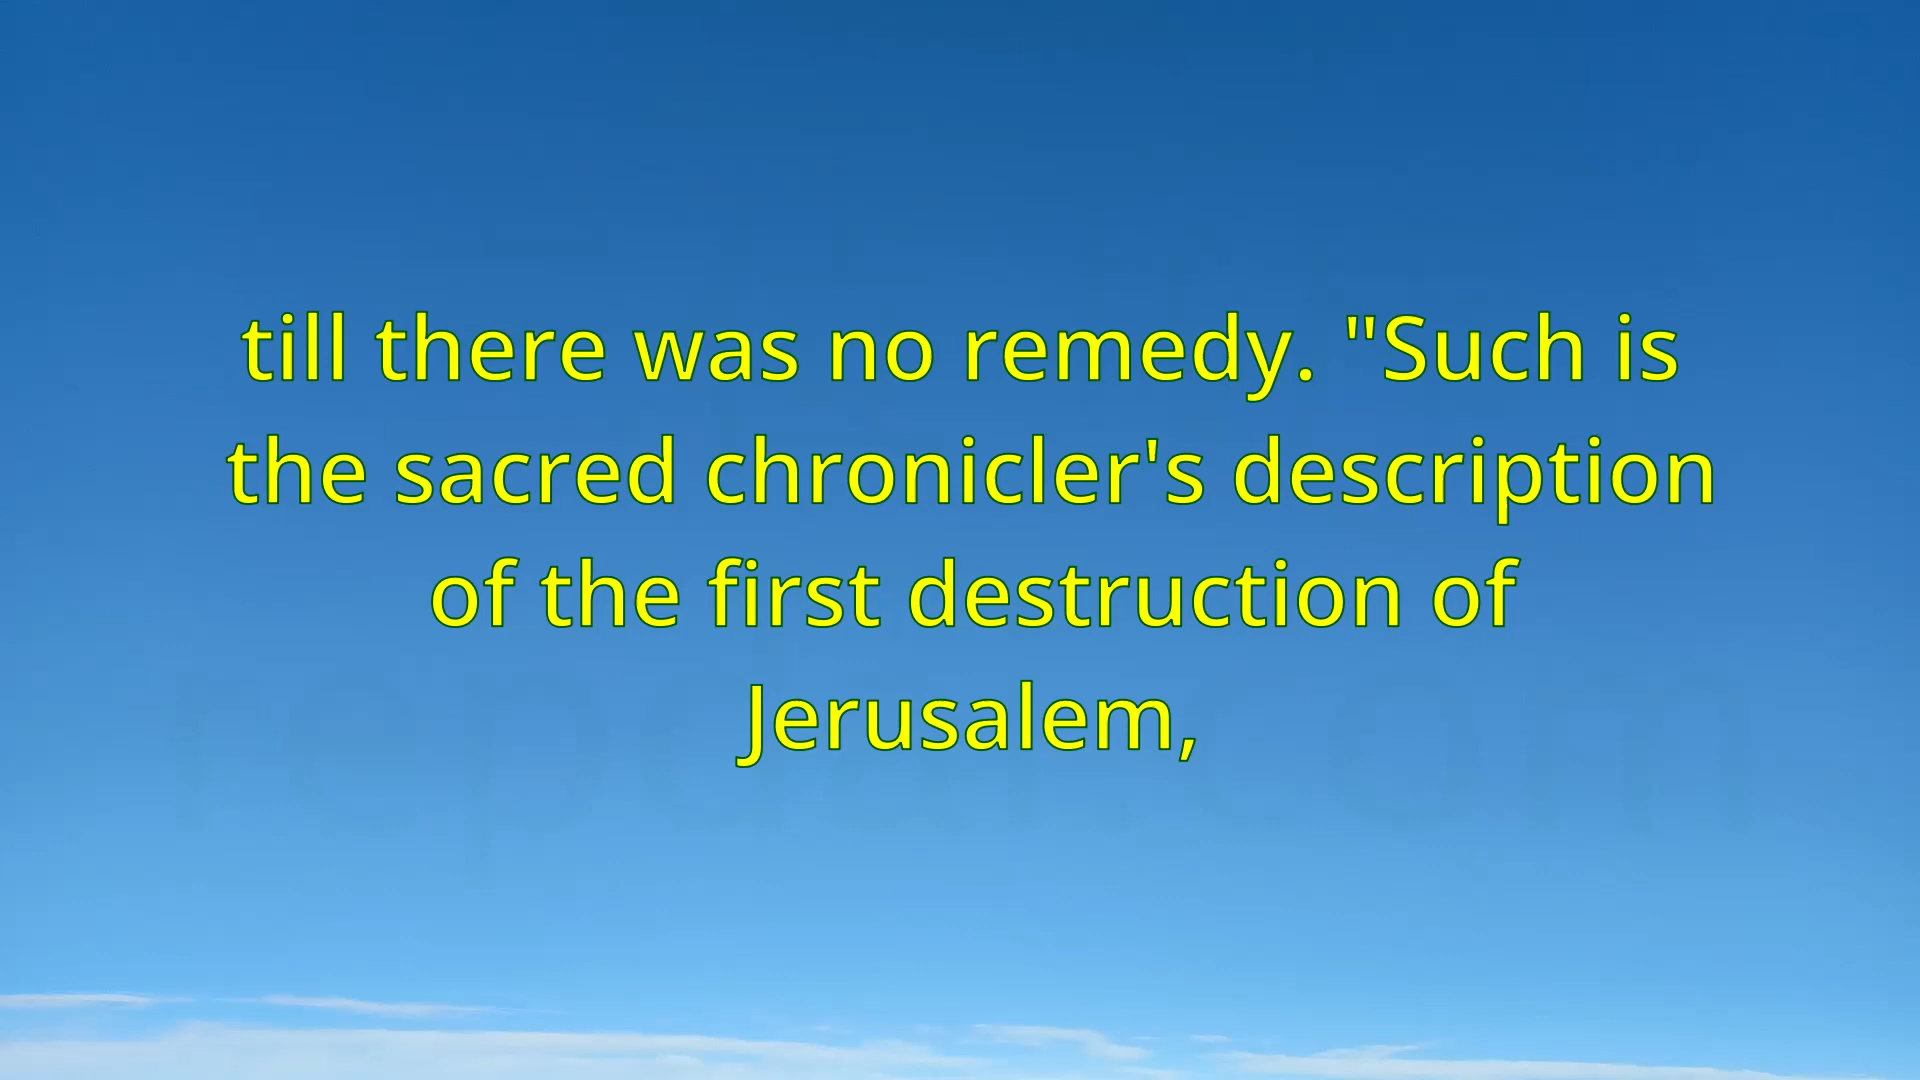 till there was no remedy. "Such is
the sacred chronicler's description
of the first destruction of
Jerusalem,